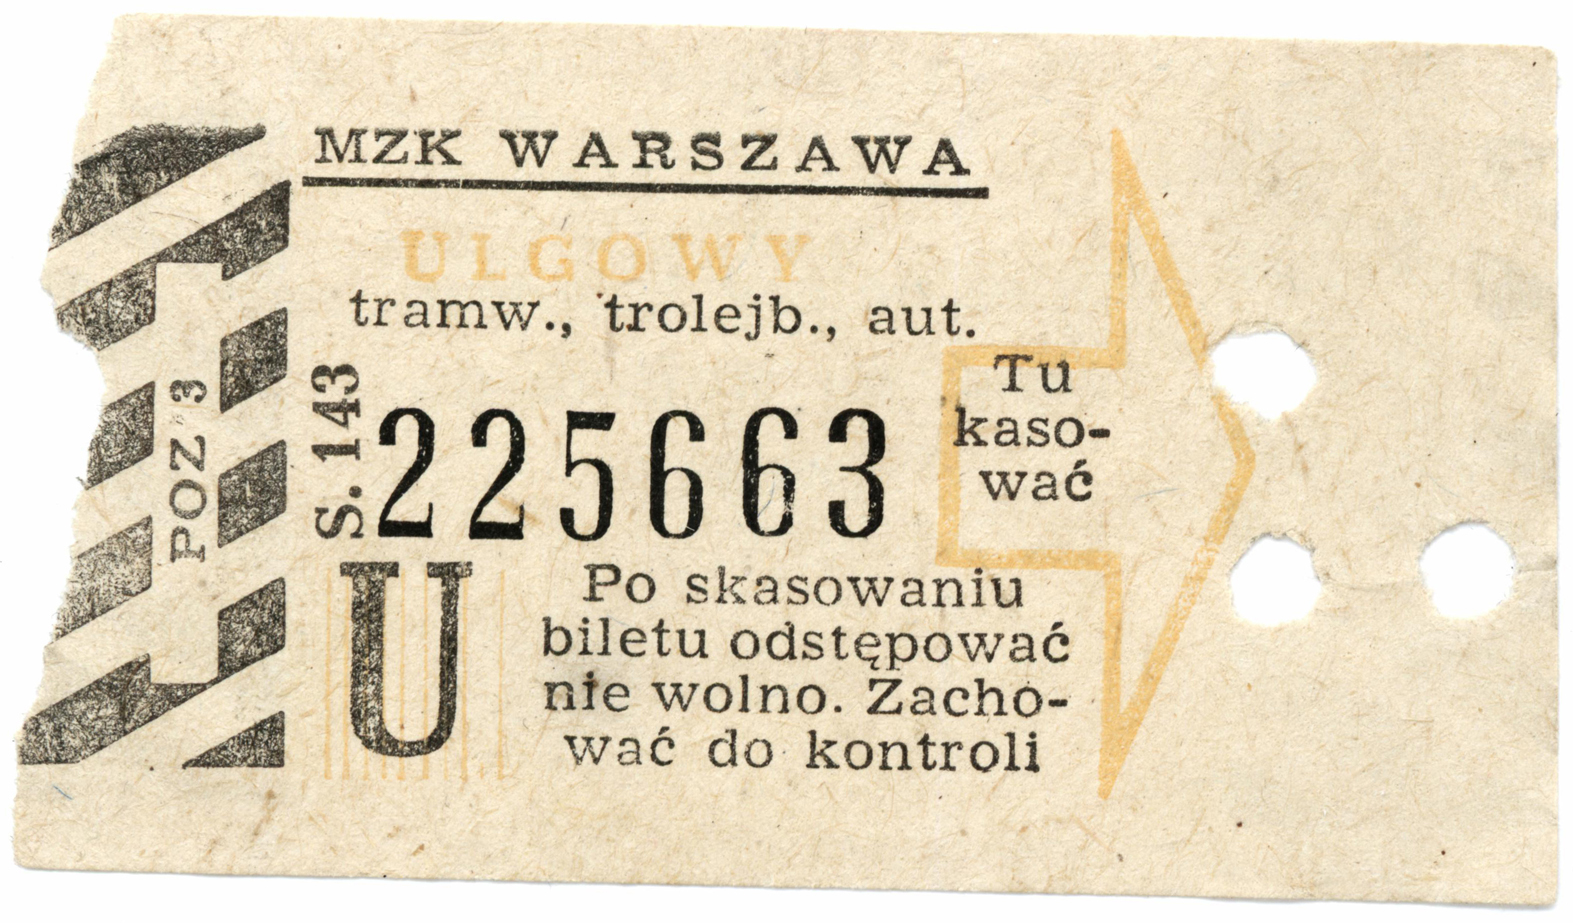 MZK WARSZAWA
ULGOWY
tramw., trolejb., aut.
POZ 3
S. 143
225663
Tu
kaso-
wać
U
Po skasowaniu
biletu odstępować
nie wolno. Zacho-
wać do kontroli